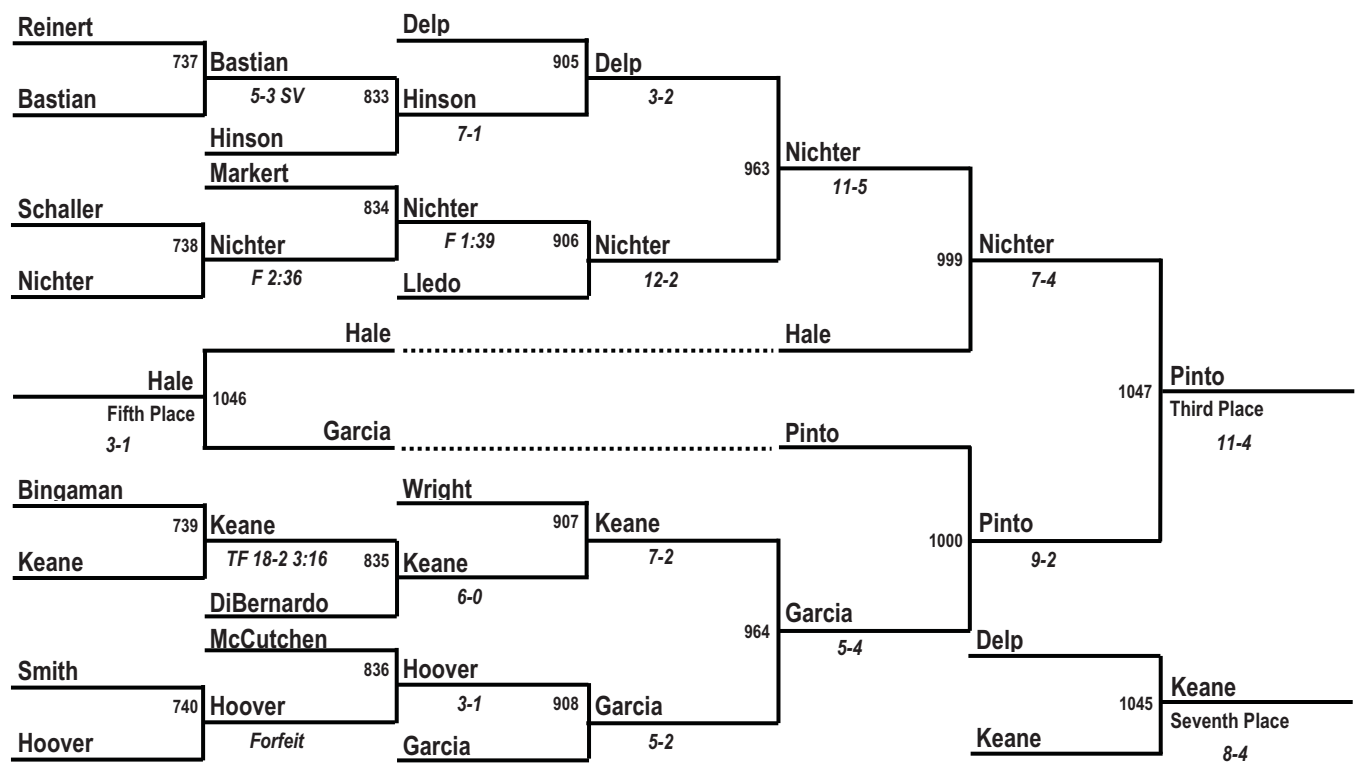 Reinert
Delp
737 Bastian
905 Delp
Bastian
5-3 SV
833 Hinson
3-2
Hinson
7-1
Markert
963 Nichter
11-5
Schaller
834 Nichter
738 Nichter
F 1:39
906 Nichter
999 Nichter
Nichter
F 2:36
Lledo
12-2
7-4
Hale
Hale
Hale
1046
1047 Pinto
Fifth Place
Third Place
3-1
Garcia
Pinto
11-4
Bingaman
Wright
739 Keane
907 Keane
1000 Pinto
Keane
TF 18-2 3:16
835 Keane
7-2
9-2
DiBernardo
6-0
McCutchen
964 Garcia
5-4
Delp
Smith
836 Hoover
740 Hoover
3-1
908 Garcia
1045 Keane
Seventh Place
Hoover
Forfeit
Garcia
5-2
Keane
8-4